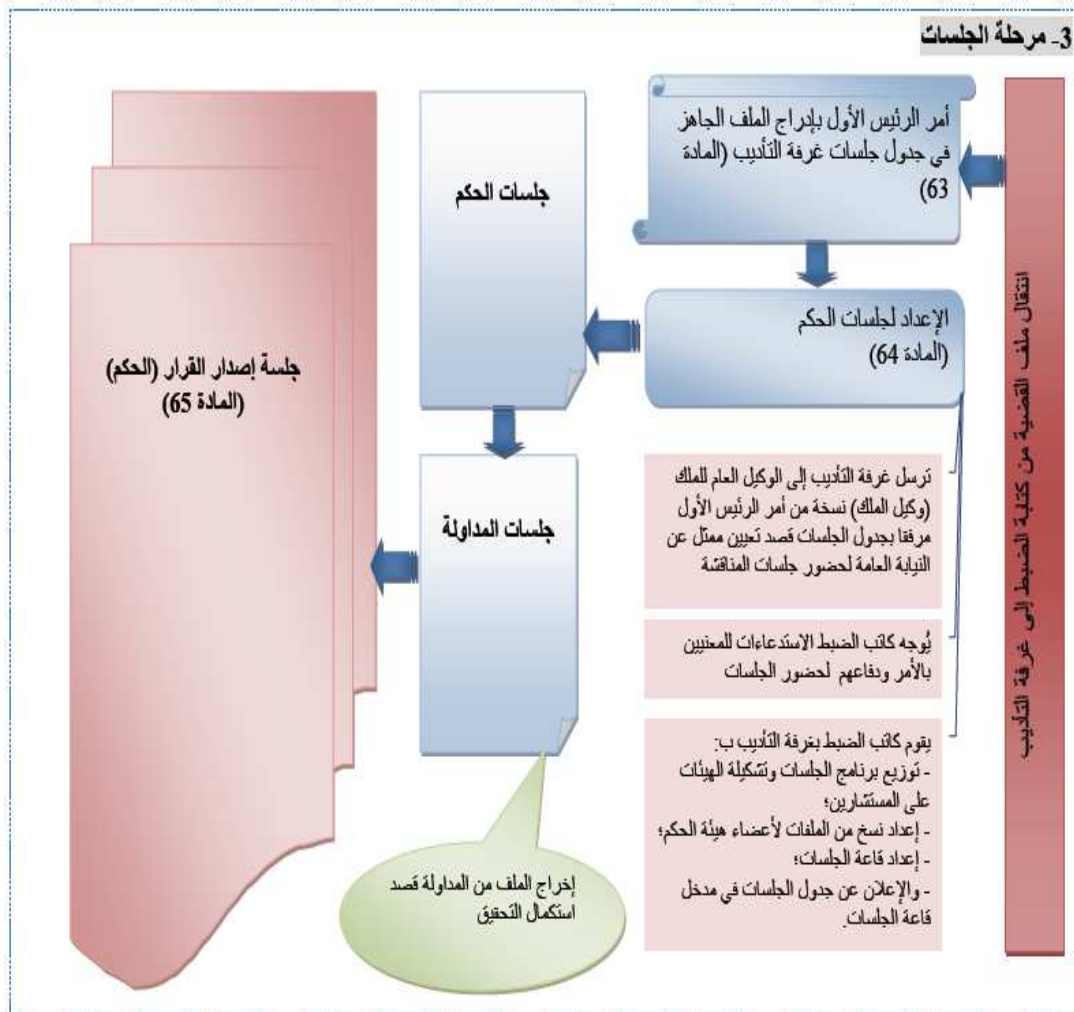 3- مرحلة الجلسات
انتقال ملف القضية من كتابة الضبط إلى غرفة التأديب
أمر الرئيس الأول بإدراج الملف الجاهز
في جدول جلسات غرفة التأديب (المادة
63)
الإعداد لجلسات الحكم
(المادة 64)
ترسل غرفة التأديب إلى الوكيل العام للملك
(وكيل الملك) نسخة من أمر الرئيس الأول
مرفقا بجدول الجلسات قصد تعيين ممثل عن
النيابة العامة لحضور جلسات المناقشة
يُوجه كاتب الضبط الاستدعاءات للمعنيين
بالأمر ودفاعهم لحضور الجلسات
يقوم كاتب الضبط بغرفة التأديب ب:
- توزيع برنامج الجلسات وتشكيلة الهيئات
على المستشارين؛
- إعداد نسخ من الملفات لأعضاء هيئة الحكم؛
- إعداد قاعة الجلسات؛
- والإعلان عن جدول الجلسات في مدخل
قاعة الجلسات.
جلسات الحكم
جلسات المداولة
إخراج الملف من المداولة قصد
استكمال التحقيق
جلسة إصدار القرار (الحكم)
(المادة 65)